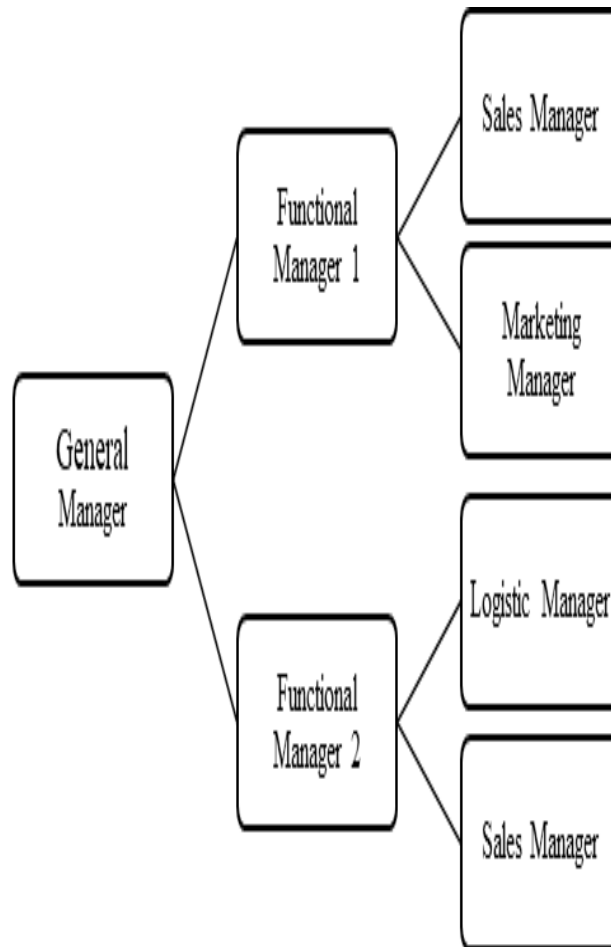 General
Manager
Functional
Manager 1
Sales Manager
Marketing
Manager
Functional
Manager 2
Logistic Manager
Sales Manager